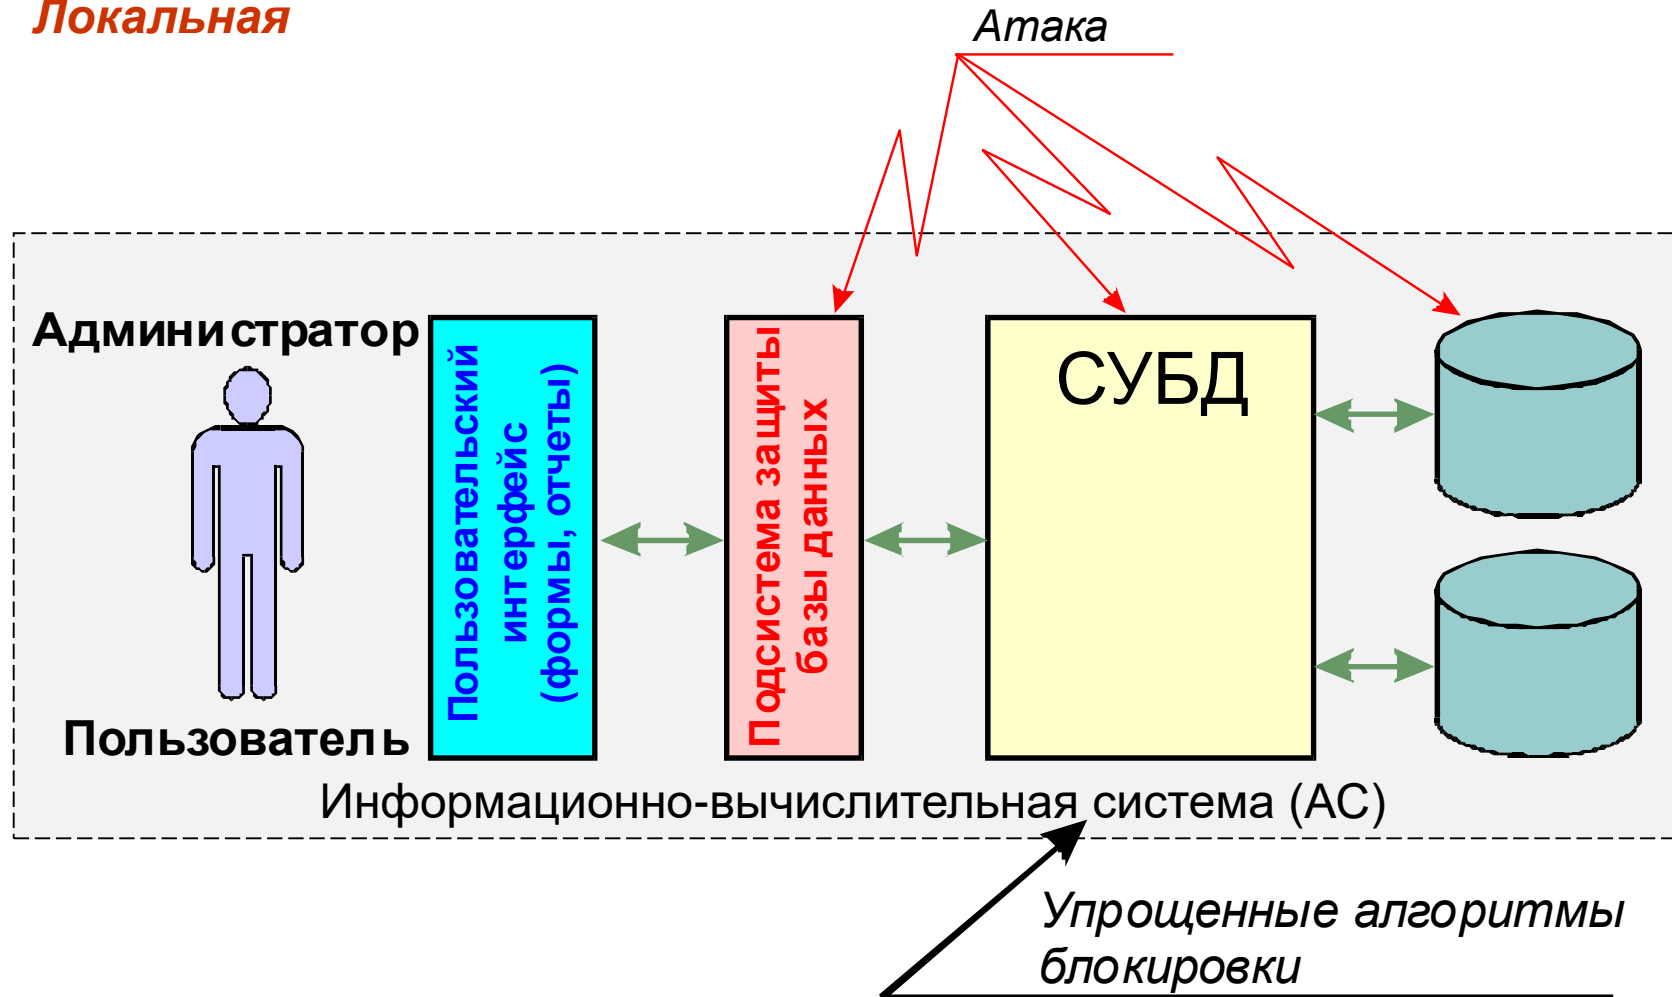 Локальная
Атака
Администратор
Пользовательский
интерфейс
(формы, отчеты)
Подсистема защиты
базы данных
СУБД
Пользователь
Информационно-вычислительная система (АС)
Упрощенные алгоритмы
блокировки